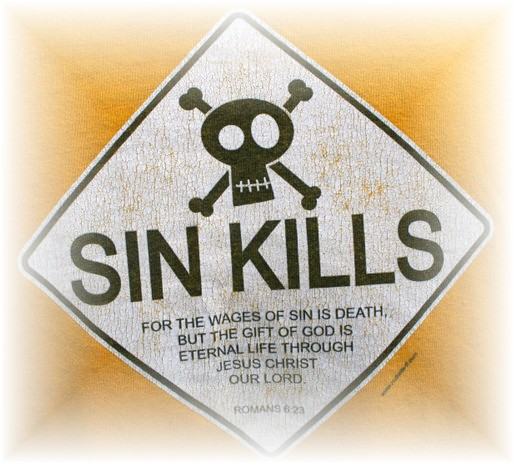 SIN KILLS
FOR THE WAGES OF SIN IS DEATH,
BUT THE GIFT OF GOD IS
ETERNAL LIFE THROUGH
JESUS CHRIST
OUR LORD.
ROMANS 6:23